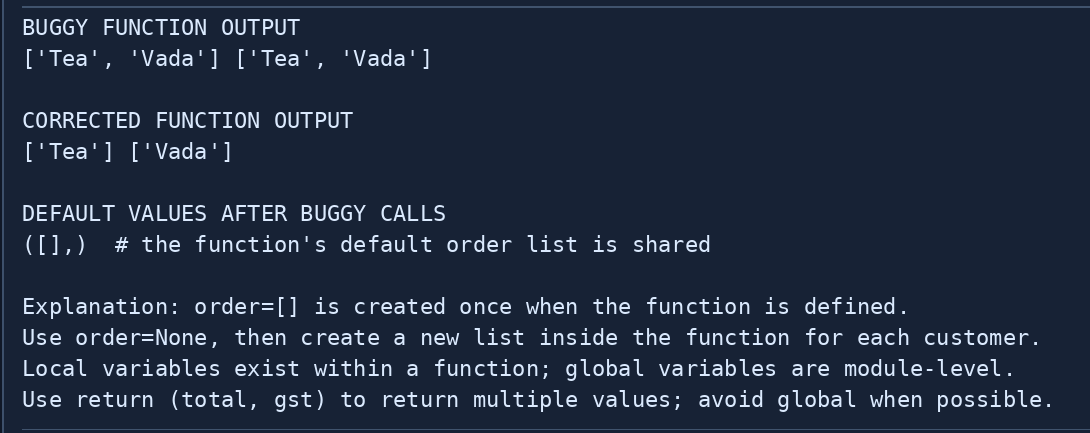 BUGGY FUNCTION OUTPUT
['Tea', 'Vada'] ['Tea', 'Vada']
CORRECTED FUNCTION OUTPUT
['Tea'] ['Vada']
DEFAULT VALUES AFTER BUGGY CALLS
([],)  # the function's default order list is shared
Explanation: order=[] is created once when the function is defined.
Use order=None, then create a new list inside the function for each customer.
Local variables exist within a function; global variables are module-level.
Use return (total, gst) to return multiple values; avoid global when possible.